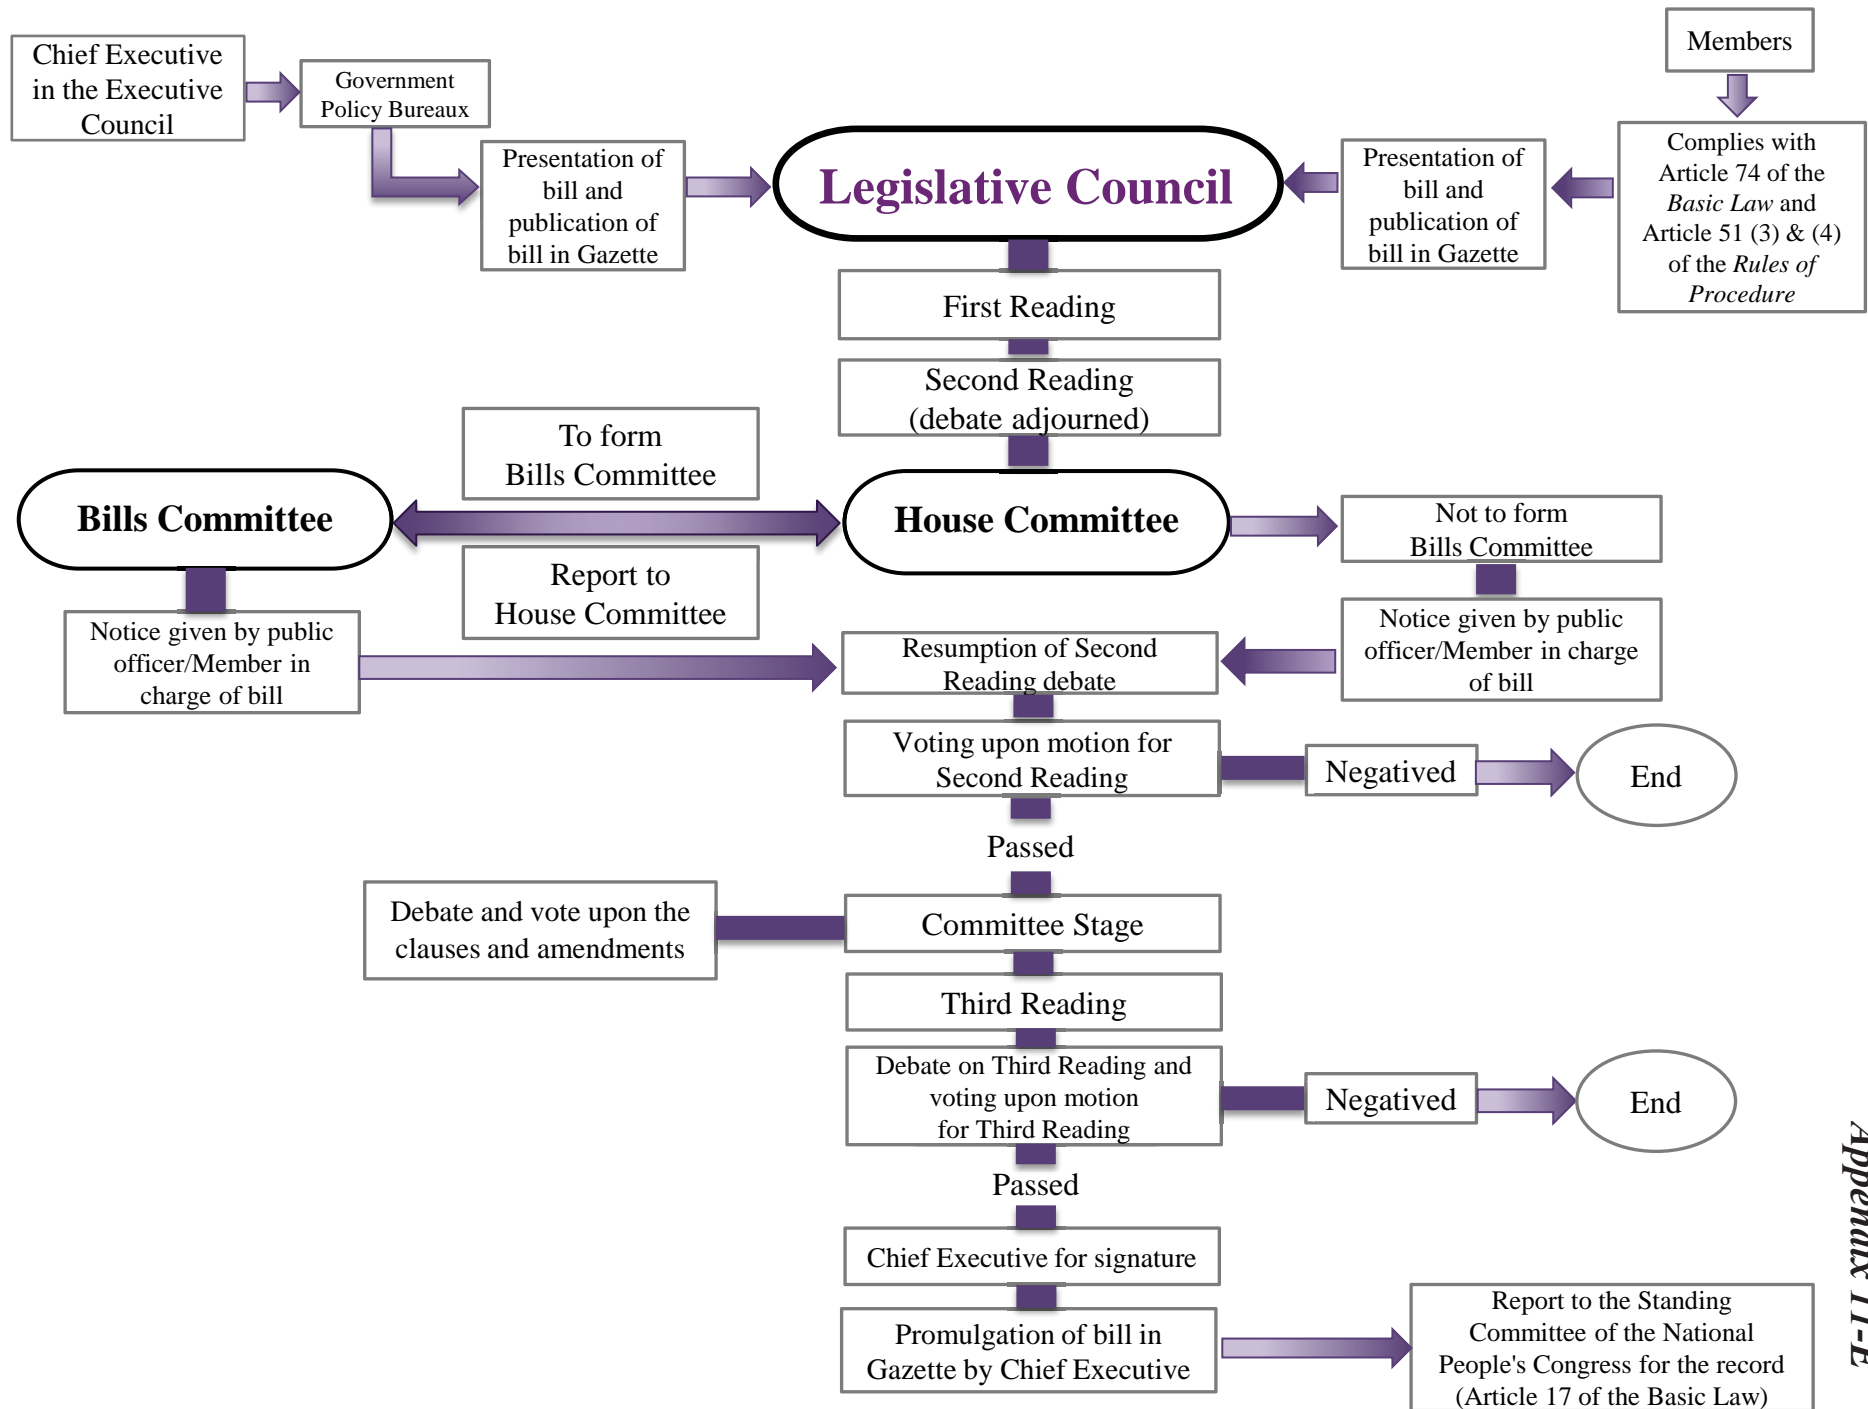 Chief Executive
in the Executive
Council
Government
Policy Bureaux
Presentation of
bill and
publication of
bill in Gazette
Legislative Council
Members
Complies with
Article 74 of the
Basic Law and
Article 51 (3) & (4)
of the Rules of
Procedure
Presentation of
bill and
publication of
bill in Gazette
First Reading
Second Reading
(debate adjourned)
To form
Bills Committee
Bills Committee
House Committee
Not to form
Bills Committee
Report to
House Committee
Notice given by public
officer/Member in
charge of bill
Resumption of Second
Reading debate
Notice given by public
officer/Member in charge
of bill
Voting upon motion for
Second Reading
Negatived
End
Passed
Debate and vote upon the
clauses and amendments
Committee Stage
Third Reading
Debate on Third Reading and
voting upon motion
for Third Reading
Negatived
End
Passed
Chief Executive for signature
Promulgation of bill in
Gazette by Chief Executive
Report to the Standing
Committee of the National
People's Congress for the record
(Article 17 of the Basic Law)
Appendix 11-E